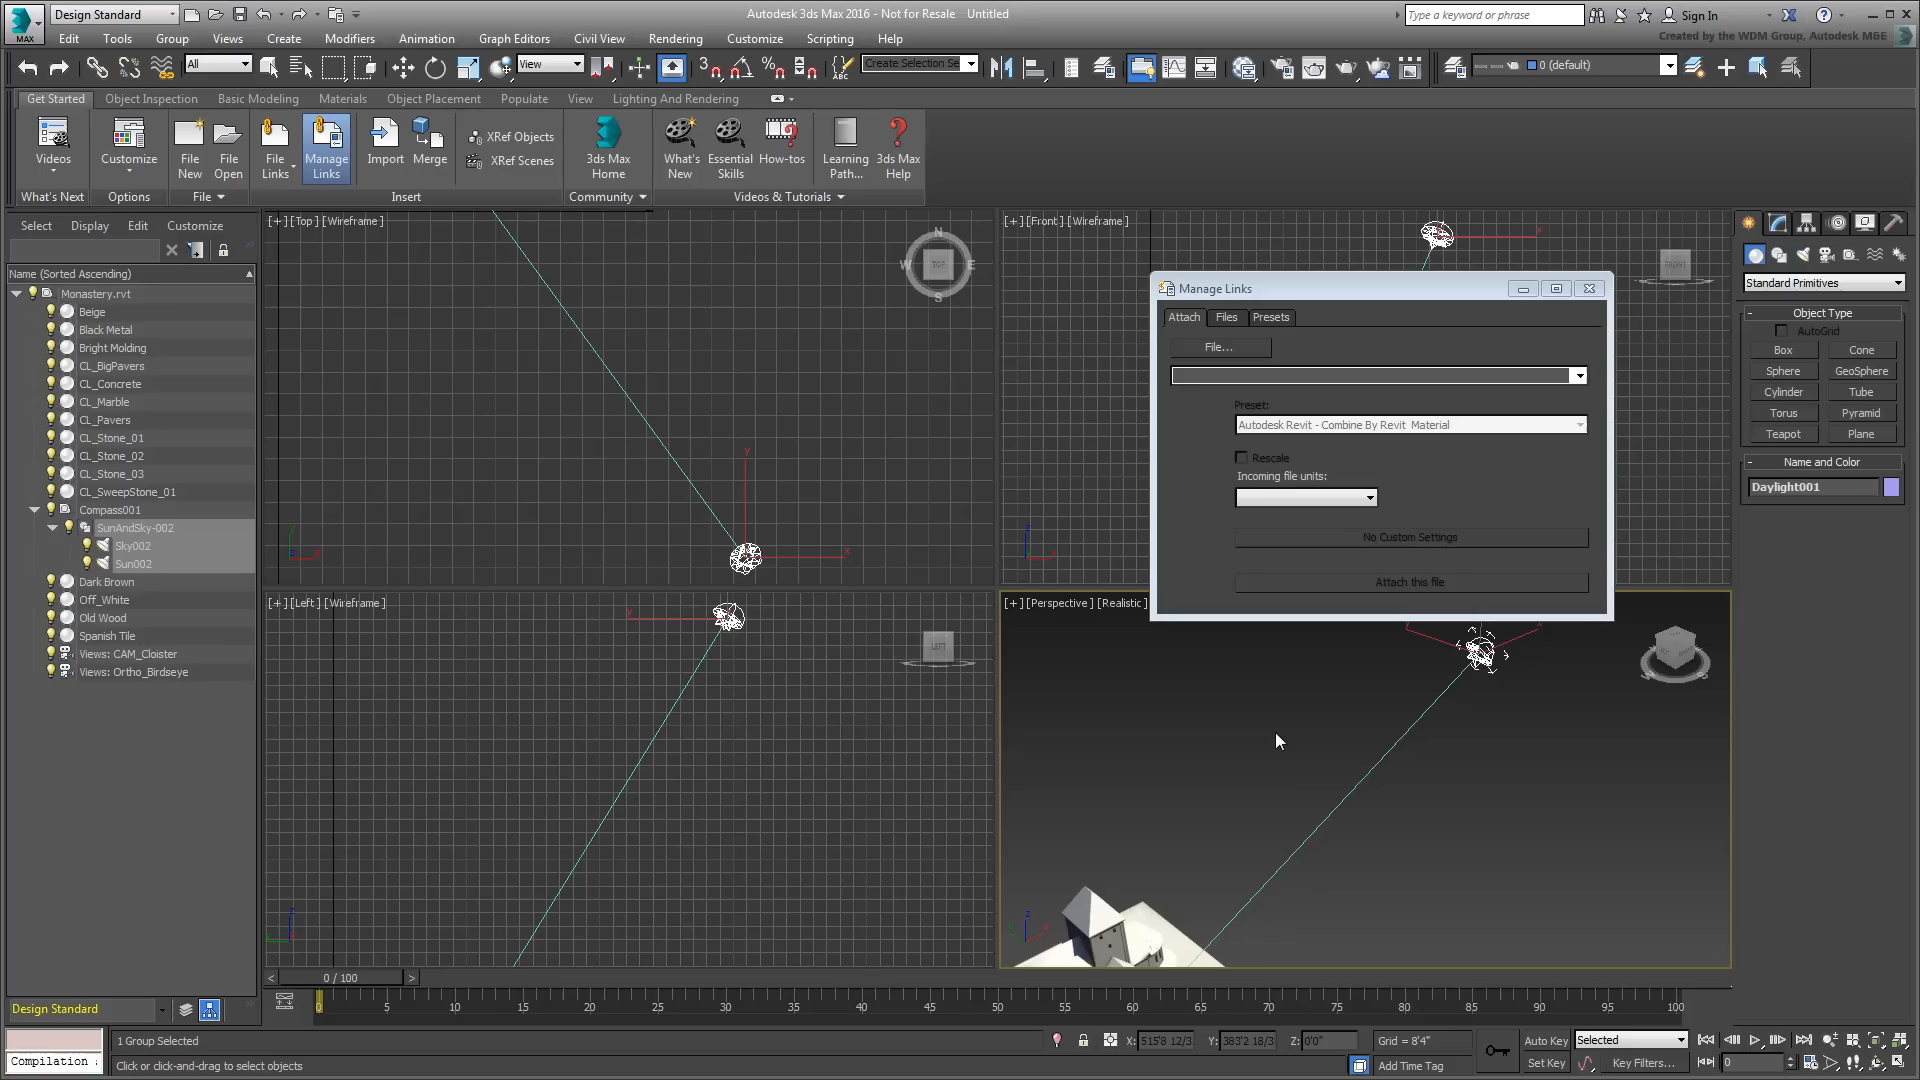 Design Standard
Autodesk 3ds Max 2016 - Not for Resale Untitled
Type a keyword or phrase
Sign In
MAX
Edit Tools Group Views Create Modifiers Animation Graph Editors Civil View Rendering Customize Scripting Help
Created by the WDM Group, Autodesk M&E
All
View
ABC
Create Selection Se
0 (default)
Get Started Object Inspection Basic Modeling Materials Object Placement Populate View Lighting And Rendering
Videos
Customize
File New
File Open
File Links
Manage Links
Import
Merge
XRef Objects
XRef Scenes
3ds Max Home
What's New
Essential Skills
How-tos
Learning Path...
3ds Max Help
What's Next
Options
File
Insert
Community
Videos & Tutorials
Select Display Edit Customize
Name (Sorted Ascending)
Monastery.rvt
Beige
Black Metal
Bright Molding
CL_BigPavers
CL_Concrete
CL_Marble
CL_Pavers
CL_Stone_01
CL_Stone_02
CL_Stone_03
CL_SweepStone_01
Compass001
SunAndSky-002
Sky002
Sun002
Dark Brown
Off_White
Old Wood
Spanish Tile
Views: CAM_Cloister
Views: Ortho_Birdseye
[+][Top][Wireframe]
N
W TOP E
S
y
x
[+][Front][Wireframe]
FRONT
x
[+][Left][Wireframe]
LEFT
y
z
[+][Perspective][Realistic]
z
Manage Links
Attach Files Presets
File...
Preset:
Autodesk Revit - Combine By Revit Material
Rescale
Incoming file units:
No Custom Settings
Attach this file
Standard Primitives
- Object Type
AutoGrid
Box Cone
Sphere GeoSphere
Cylinder Tube
Torus Pyramid
Teapot Plane
- Name and Color
Daylight001
< 0 / 100 >
Design Standard
0 5 10 15 20 25 30 35 40 45 50 55 60 65 70 75 80 85 90 95 100
1 Group Selected
X: 515'8 12/3 Y: 383'2 18/3 Z: 0'0"
Grid = 8'4"
Auto Key Selected
Compilation :
Click or click-and-drag to select objects
Add Time Tag
Set Key Key Filters...
0